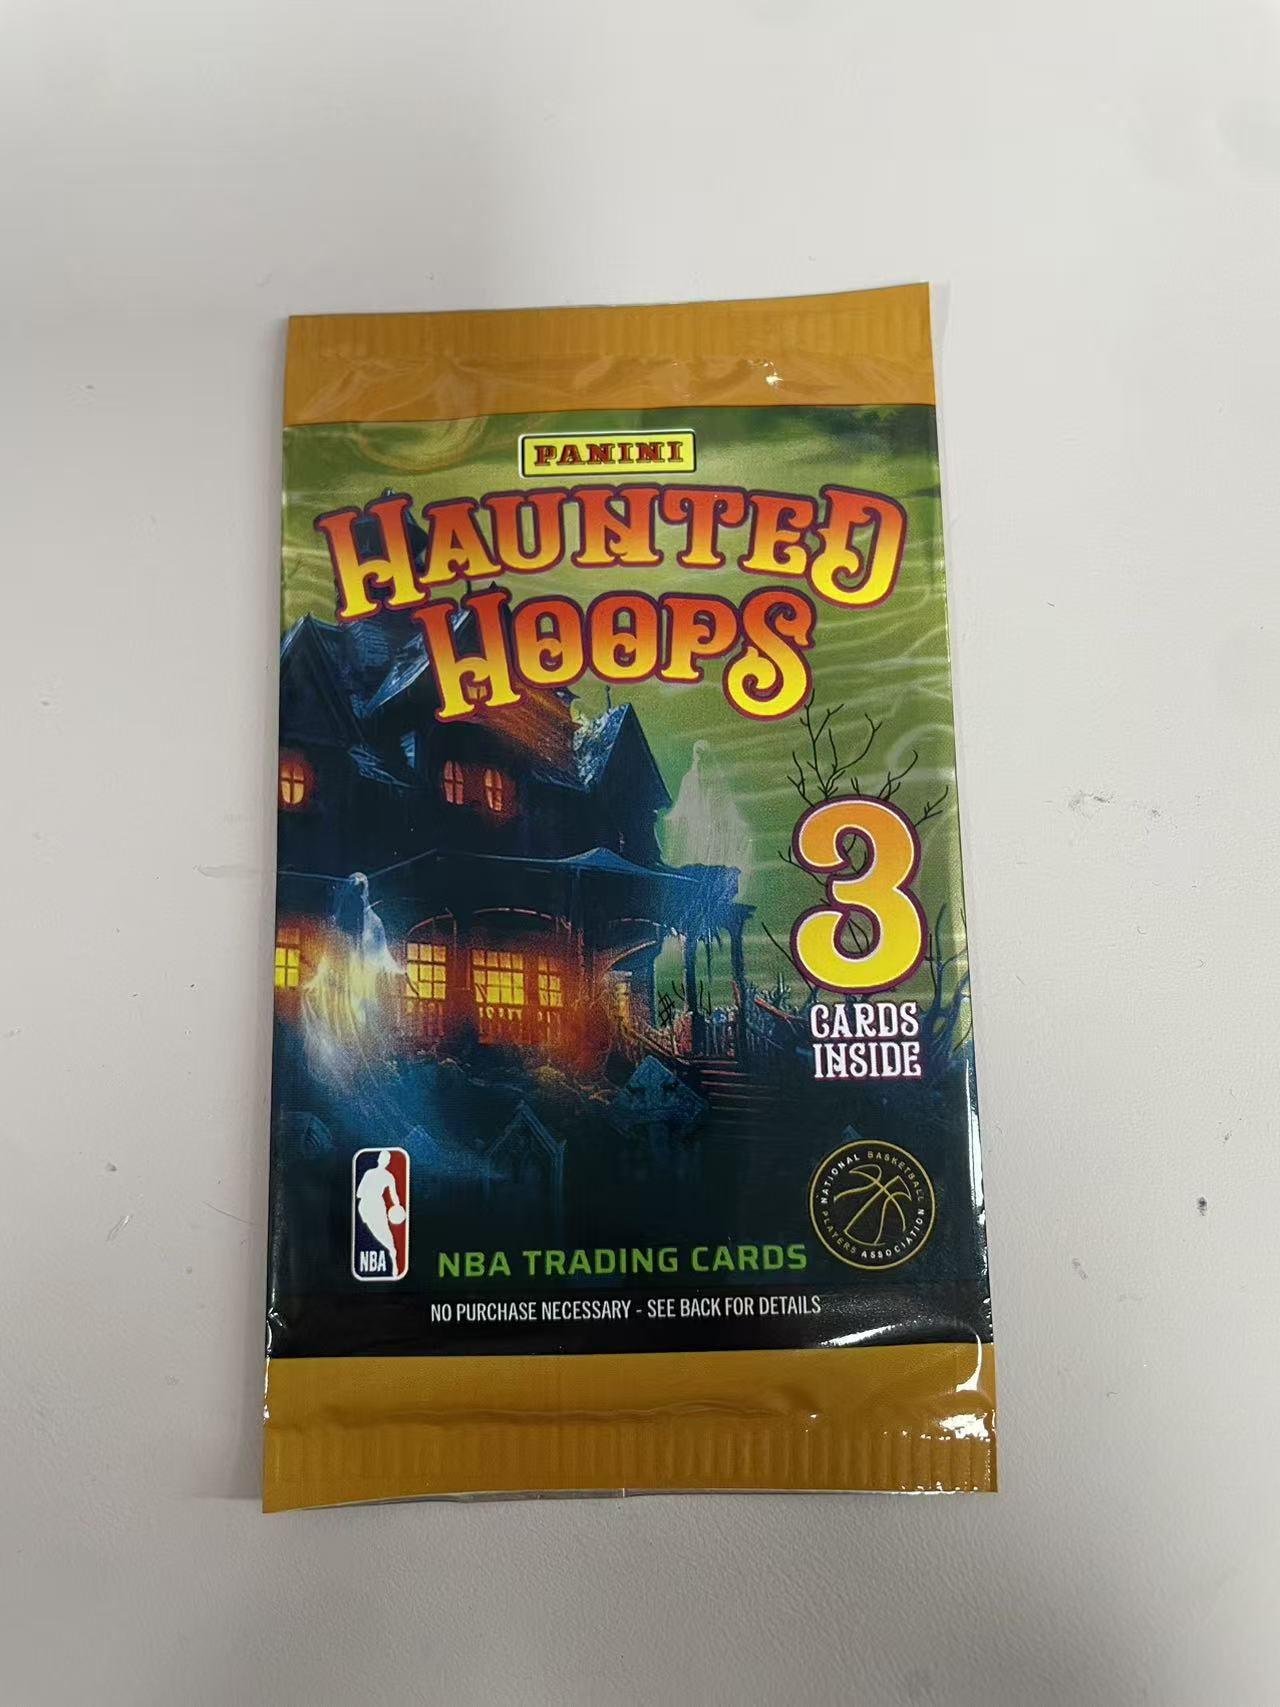 PANINI
HAUNTED
HOOPS
3
CARDS
INSIDE
NATIONAL BASKETBALL
PLAYERS ASSOCIATION
NBA
NBA TRADING CARDS
NO PURCHASE NECESSARY - SEE BACK FOR DETAILS